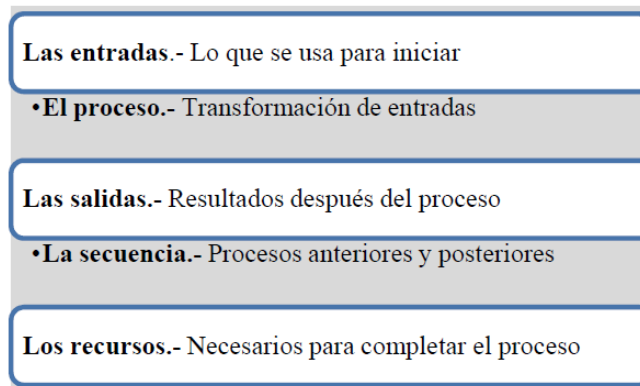 Las entradas.- Lo que se usa para iniciar
•El proceso.- Transformación de entradas
Las salidas.- Resultados después del proceso
•La secuencia.- Procesos anteriores y posteriores
Los recursos.- Necesarios para completar el proceso